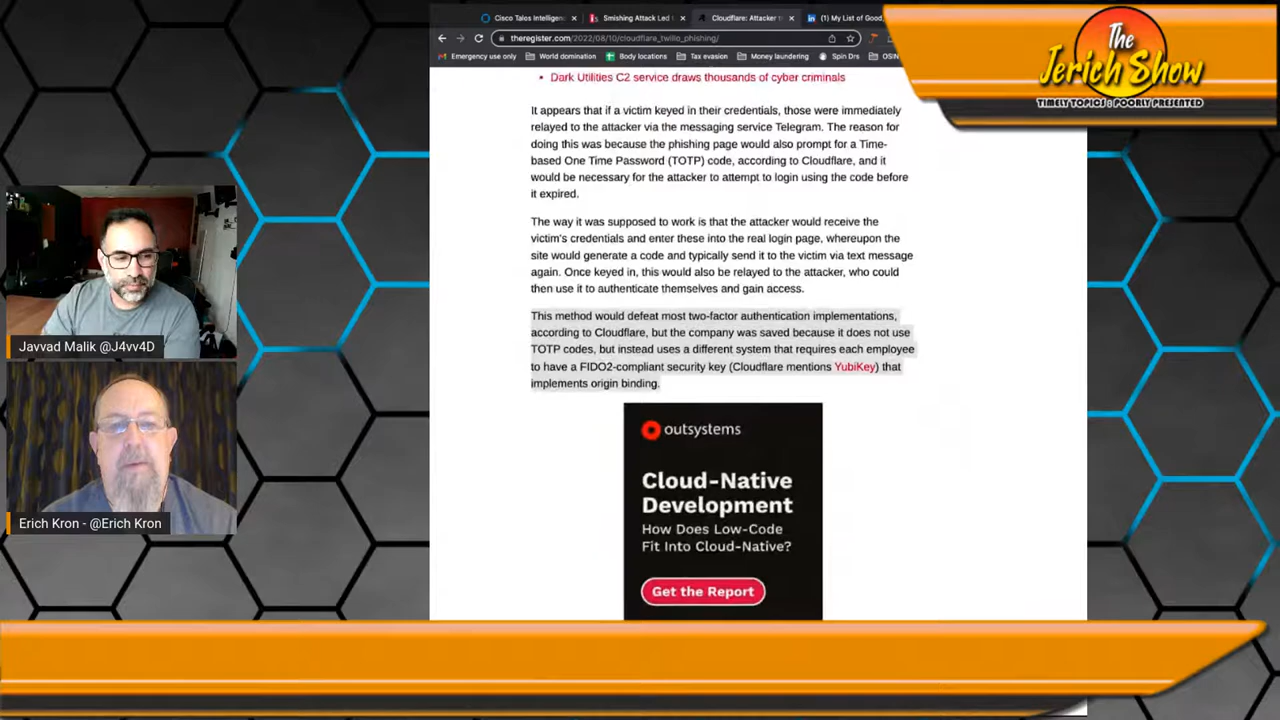 Cisco Talos Intelligenc
Smishing Attack Led
Cloudflare: Attacker t
(1) My List of Good,
theregister.com/2022/08/10/cloudflare_twilio_phishing/
Emergency use only
World domination
Body locations
Tax evasion
Money laundering
Spin Drs
OSIN
The
Jerich Show
TIMELY TOPICS : POORLY PRESENTED
• Dark Utilities C2 service draws thousands of cyber criminals
It appears that if a victim keyed in their credentials, those were immediately
relayed to the attacker via the messaging service Telegram. The reason for
doing this was because the phishing page would also prompt for a Time-
based One Time Password (TOTP) code, according to Cloudflare, and it
would be necessary for the attacker to attempt to login using the code before
it expired.
The way it was supposed to work is that the attacker would receive the
victim's credentials and enter these into the real login page, whereupon the
site would generate a code and typically send it to the victim via text message
again. Once keyed in, this would also be relayed to the attacker, who could
then use it to authenticate themselves and gain access.
This method would defeat most two-factor authentication implementations,
according to Cloudflare, but the company was saved because it does not use
TOTP codes, but instead uses a different system that requires each employee
to have a FIDO2-compliant security key (Cloudflare mentions YubiKey) that
implements origin binding.
outsystems
Cloud-Native
Development
How Does Low-Code
Fit Into Cloud-Native?
Get the Report
Javvad Malik @J4vv4D
Erich Kron - @Erich Kron